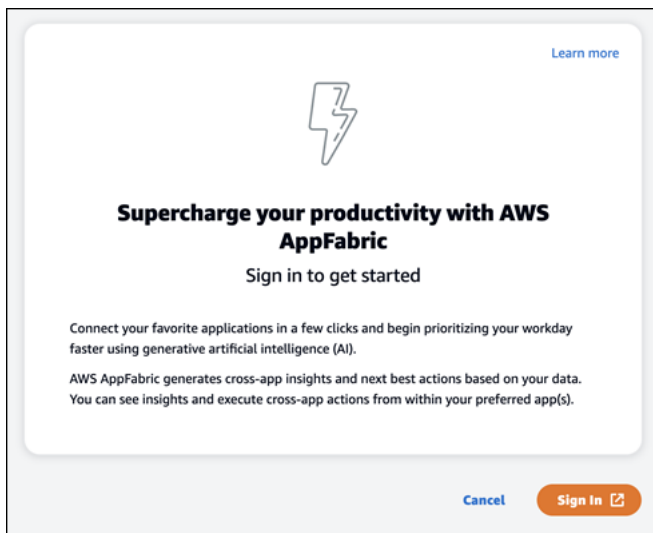 Learn more
Supercharge your productivity with AWS
AppFabric
Sign in to get started
Connect your favorite applications in a few clicks and begin prioritizing your workday
faster using generative artificial intelligence (AI).
AWS AppFabric generates cross-app insights and next best actions based on your data.
You can see insights and execute cross-app actions from within your preferred app(s).
Cancel
Sign In